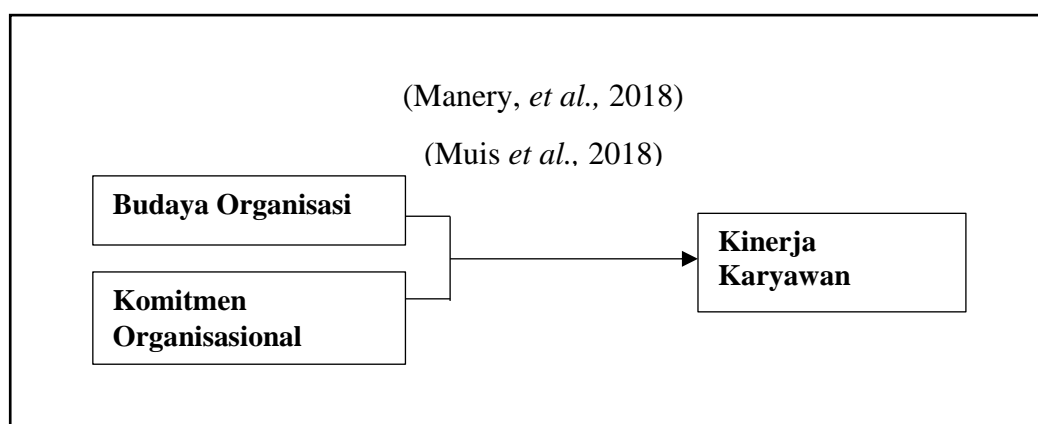 (Manery, et al., 2018)
(Muis et al., 2018)
Budaya Organisasi
Komitmen
Organisasional
Kinerja
Karyawan